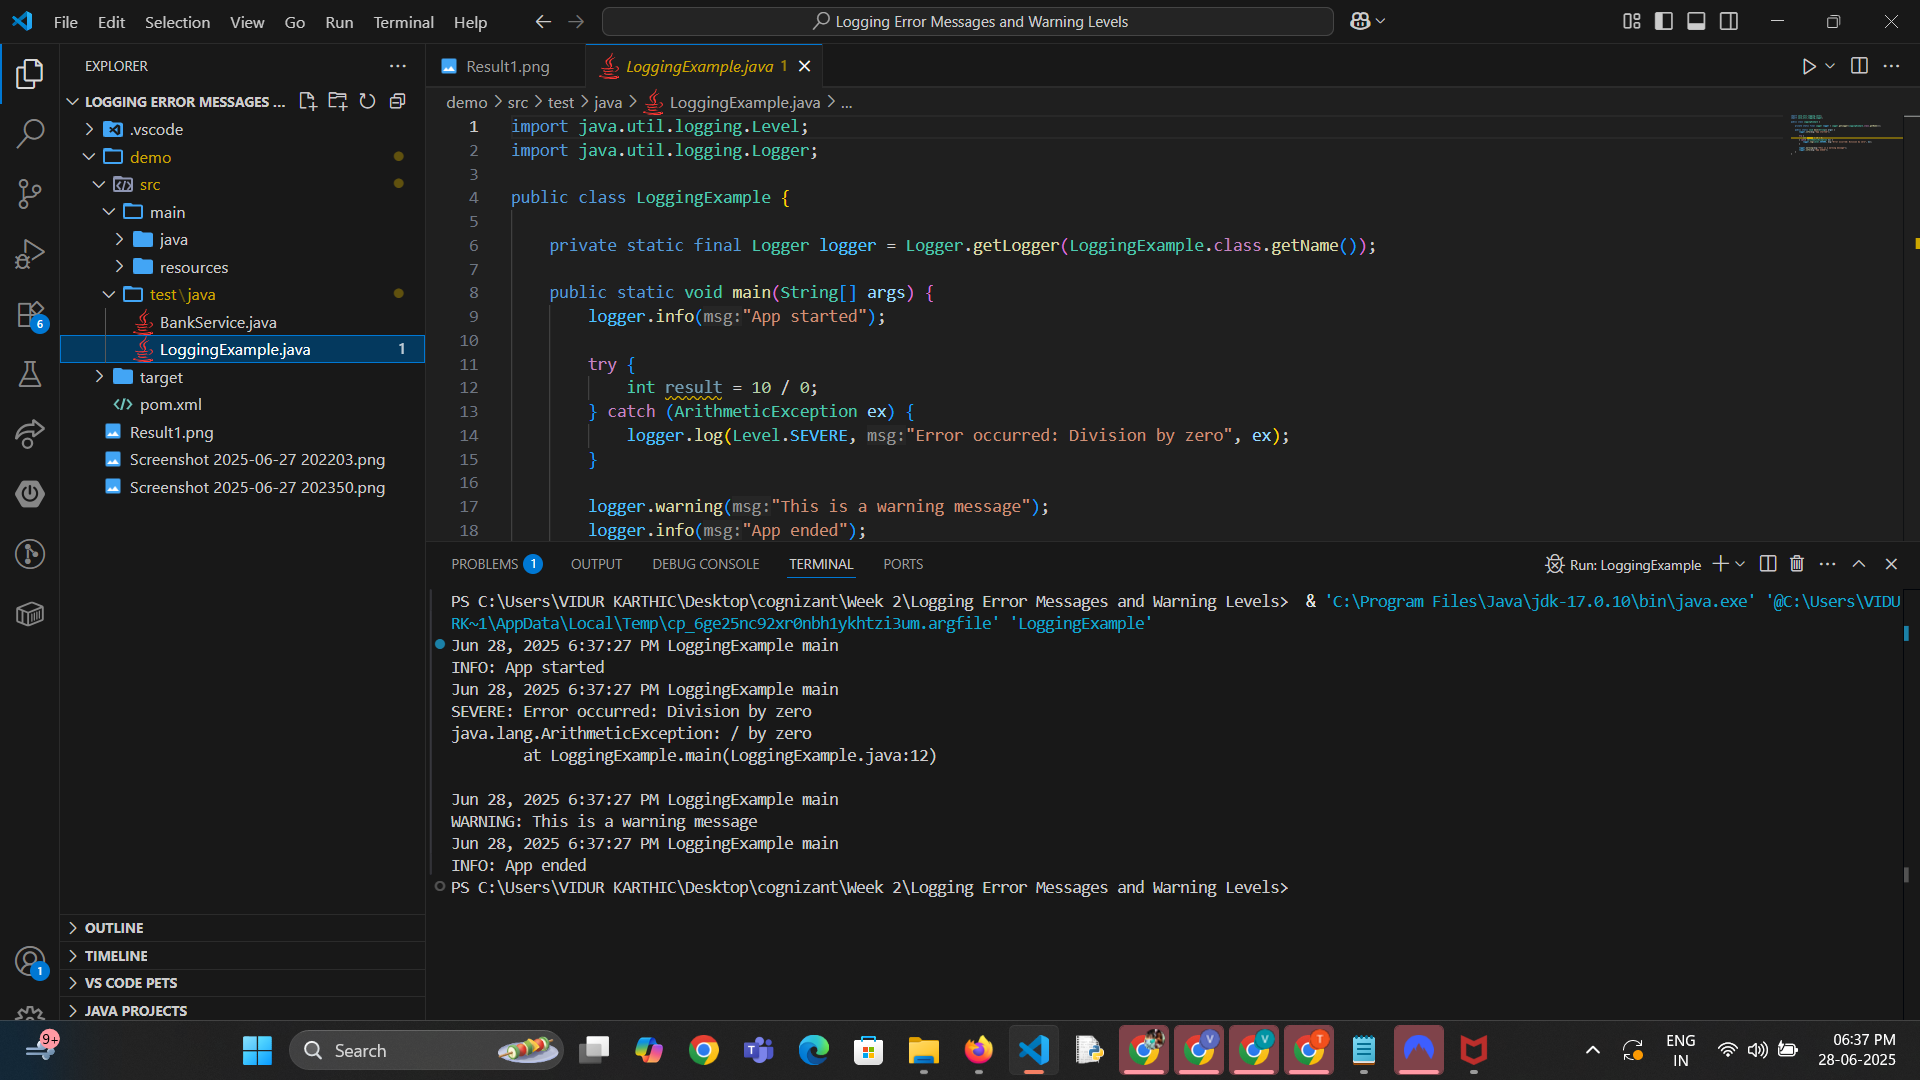 File Edit Selection View Go Run Terminal Help
Logging Error Messages and Warning Levels
EXPLORER
LOGGING ERROR MESSAGES ...
.vscode
demo
src
main
java
resources
test\java
BankService.java
LoggingExample.java 1
target
pom.xml
Result1.png
Screenshot 2025-06-27 202203.png
Screenshot 2025-06-27 202350.png
OUTLINE
TIMELINE
VS CODE PETS
JAVA PROJECTS
6
1
Result1.png LoggingExample.java 1
demo > src > test > java > LoggingExample.java > ...
1 import java.util.logging.Level;
2 import java.util.logging.Logger;
3
4 public class LoggingExample {
5
6 private static final Logger logger = Logger.getLogger(LoggingExample.class.getName());
7
8 public static void main(String[] args) {
9 logger.info(msg:"App started");
10
11 try {
12 int result = 10 / 0;
13 } catch (ArithmeticException ex) {
14 logger.log(Level.SEVERE, msg:"Error occurred: Division by zero", ex);
15 }
16
17 logger.warning(msg:"This is a warning message");
18 logger.info(msg:"App ended");
PROBLEMS 1 OUTPUT DEBUG CONSOLE TERMINAL PORTS
Run: LoggingExample
PS C:\Users\VIDUR KARTHIC\Desktop\cognizant\Week 2\Logging Error Messages and Warning Levels> & 'C:\Program Files\Java\jdk-17.0.10\bin\java.exe' '@C:\Users\VIDU
RK~1\AppData\Local\Temp\cp_6ge25nc92xr0nbh1ykhtzi3um.argfile' 'LoggingExample'
Jun 28, 2025 6:37:27 PM LoggingExample main
INFO: App started
Jun 28, 2025 6:37:27 PM LoggingExample main
SEVERE: Error occurred: Division by zero
java.lang.ArithmeticException: / by zero
at LoggingExample.main(LoggingExample.java:12)
Jun 28, 2025 6:37:27 PM LoggingExample main
WARNING: This is a warning message
Jun 28, 2025 6:37:27 PM LoggingExample main
INFO: App ended
PS C:\Users\VIDUR KARTHIC\Desktop\cognizant\Week 2\Logging Error Messages and Warning Levels>
9+
Search
V
V
T
ENG
IN
06:37 PM
28-06-2025